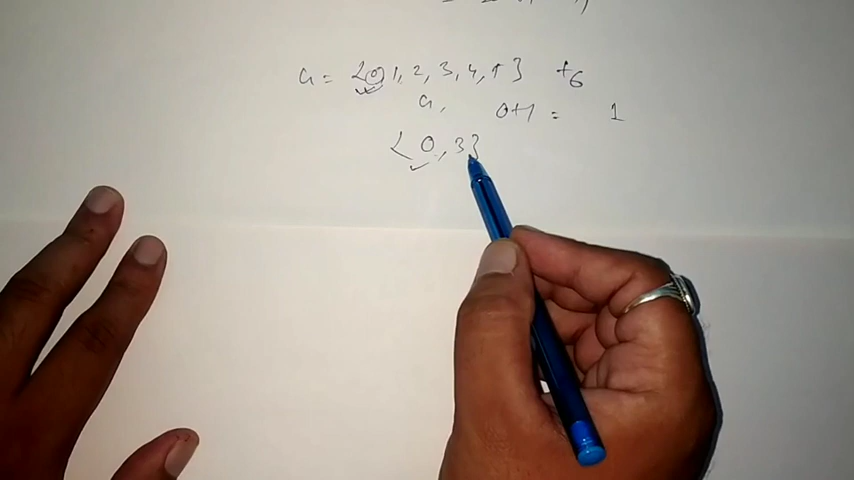 G = {0, 1, 2, 3, 4, 5} +6
a, 0+1 = 1
{0, 3}